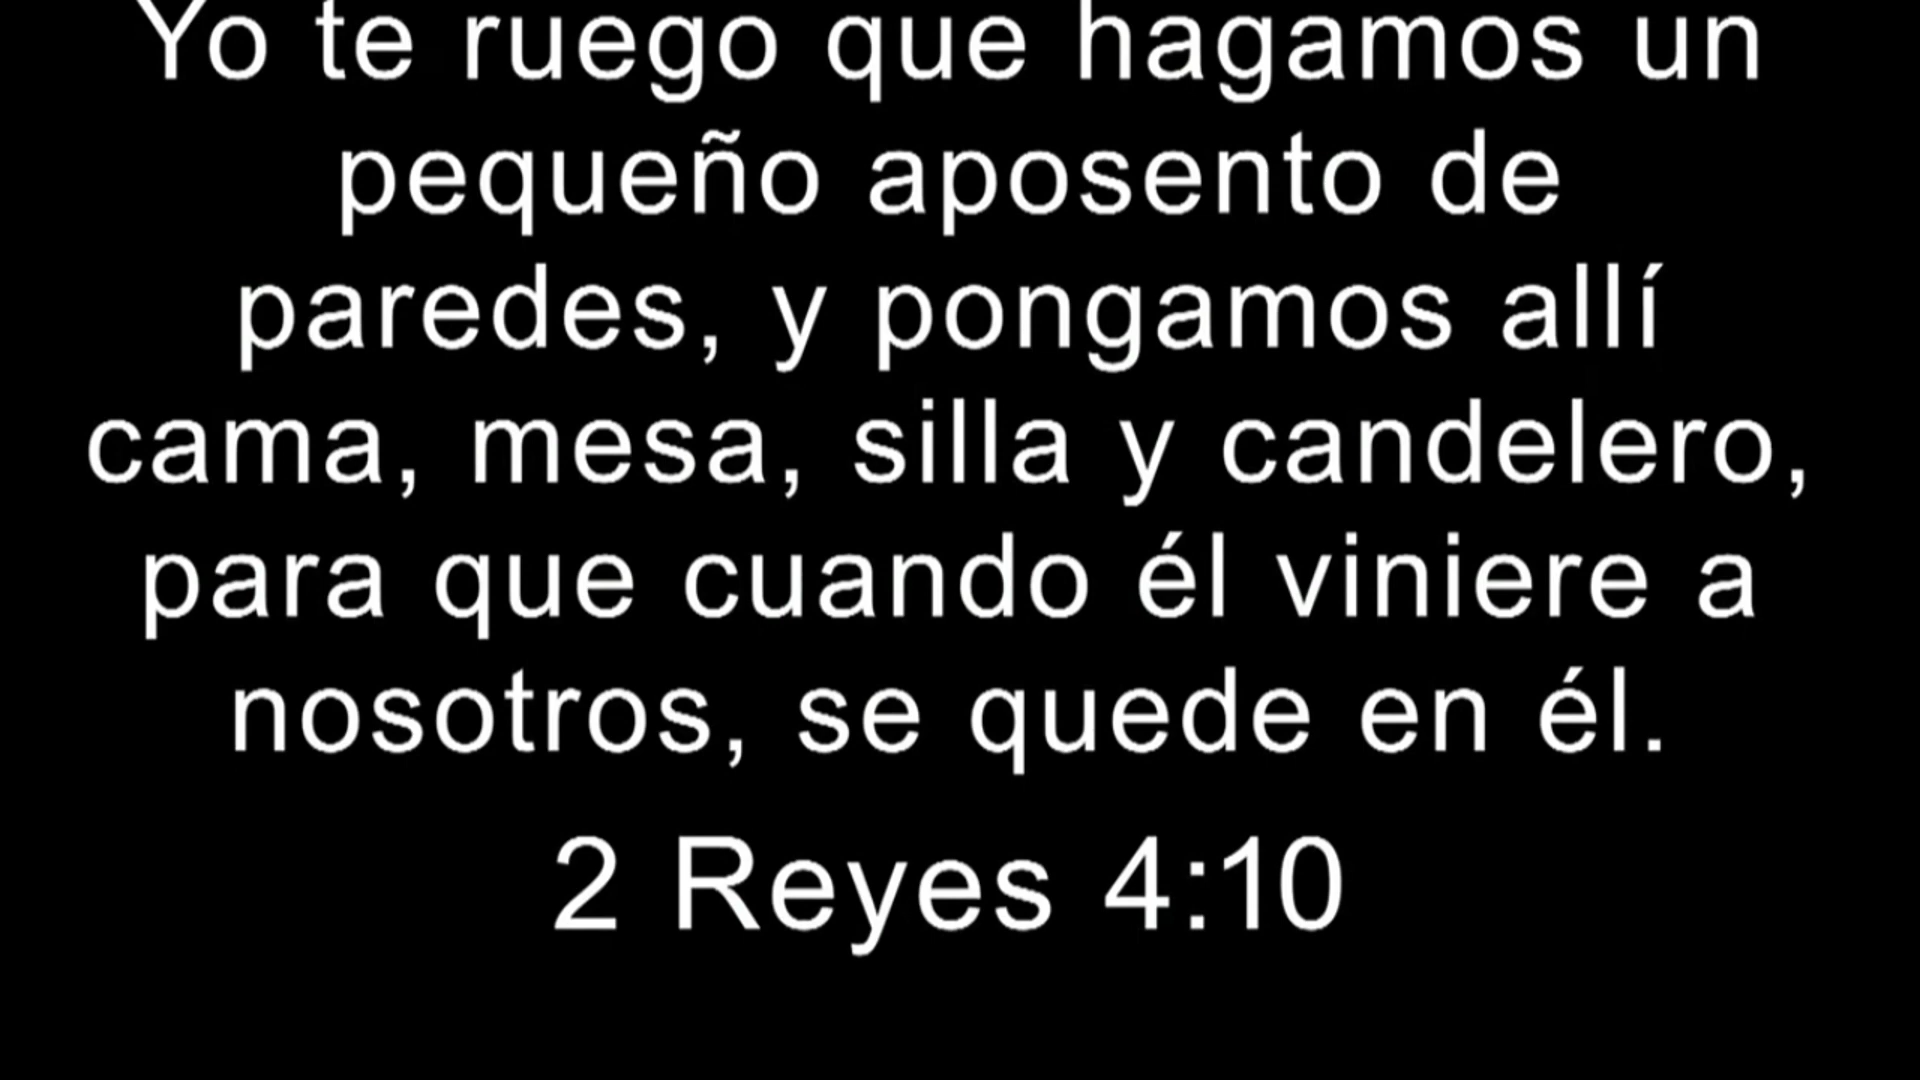 Yo te ruego que hagamos un
pequeño aposento de
paredes, y pongamos allí
cama, mesa, silla y candelero,
para que cuando él viniere a
nosotros, se quede en él.
2 Reyes 4:10